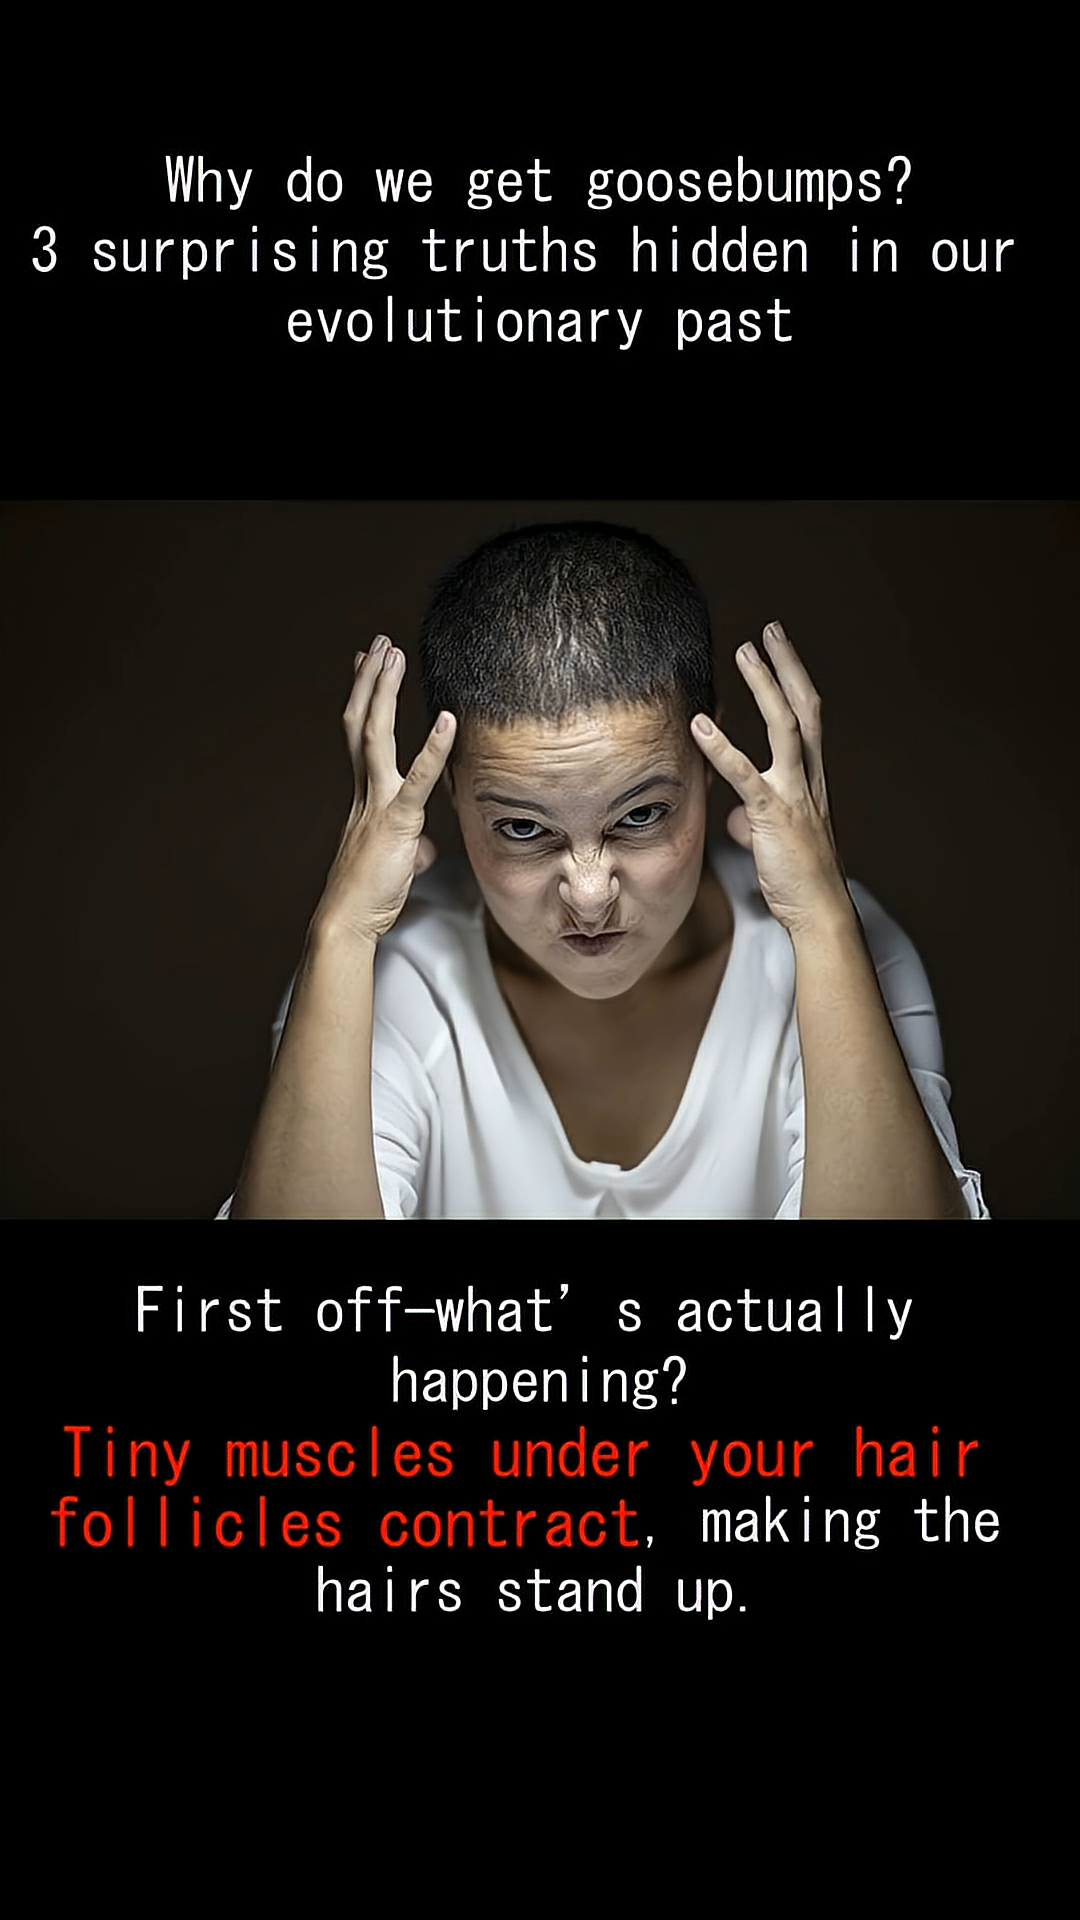 Why do we get goosebumps?
3 surprising truths hidden in our
evolutionary past
First off—what’s actually
happening?
Tiny muscles under your hair
follicles contract, making the
hairs stand up.